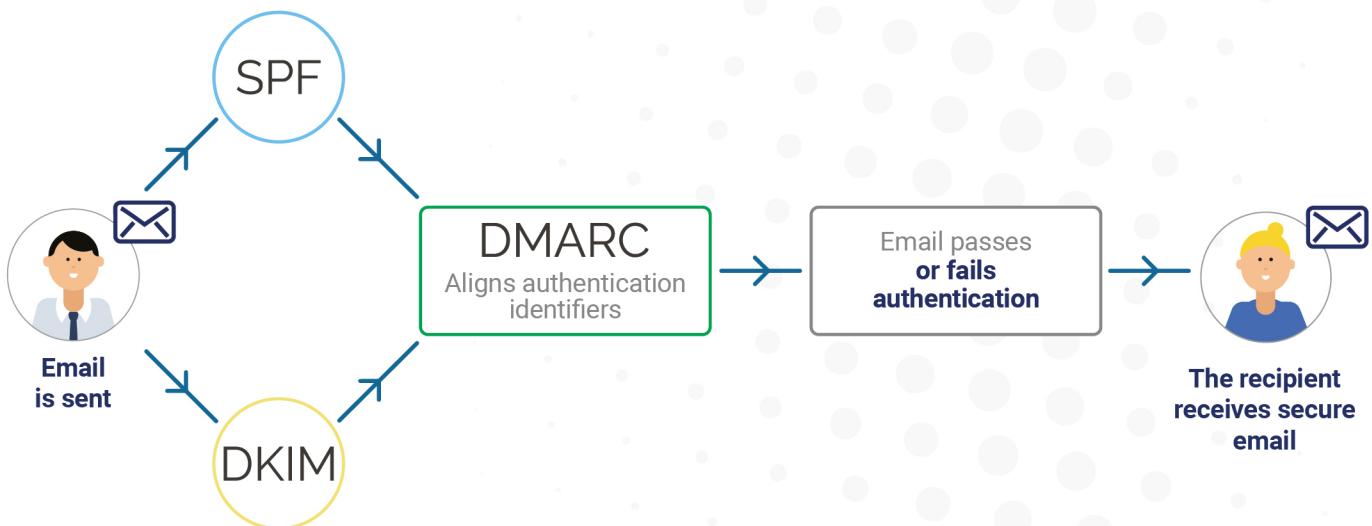 SPF
Email
is sent
DKIM
DMARC
Aligns authentication
identifiers
Email passes
or fails
authentication
The recipient
receives secure
email